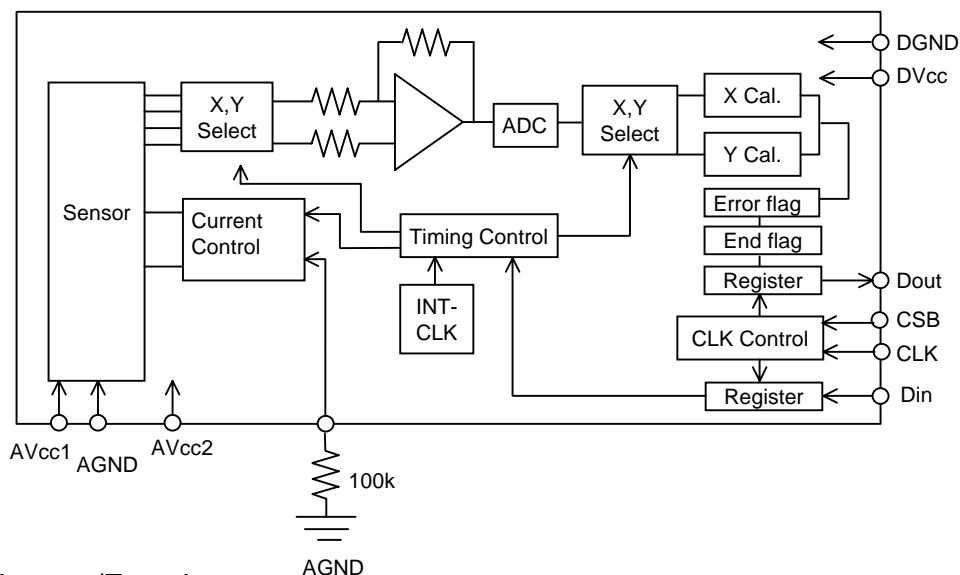 DGND
DVcc
X,Y
Select
ADC
X,Y
Select
X Cal.
Y Cal.
Sensor
Current
Control
Timing Control
Error flag
End flag
Register
Dout
INT-
CLK
CLK Control
CSB
CLK
Register
Din
AVcc1
AGND
AVcc2
100k
AGND